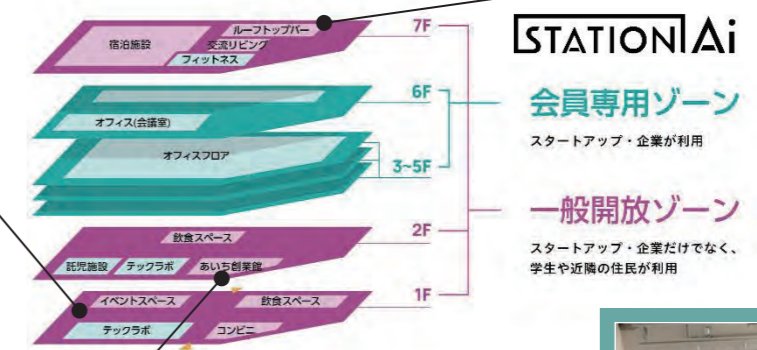 ルーフトップバー
宿泊施設
交流リビング
フィットネス
7F
オフィス(会議室)
6F
オフィスフロア
3~5F
飲食スペース
託児施設
テックラボ
あいち創業館
2F
イベントスペース
飲食スペース
テックラボ
コンビニ
1F
STATION Ai
会員専用ゾーン
スタートアップ・企業が利用
一般開放ゾーン
スタートアップ・企業だけでなく、
学生や近隣の住民が利用